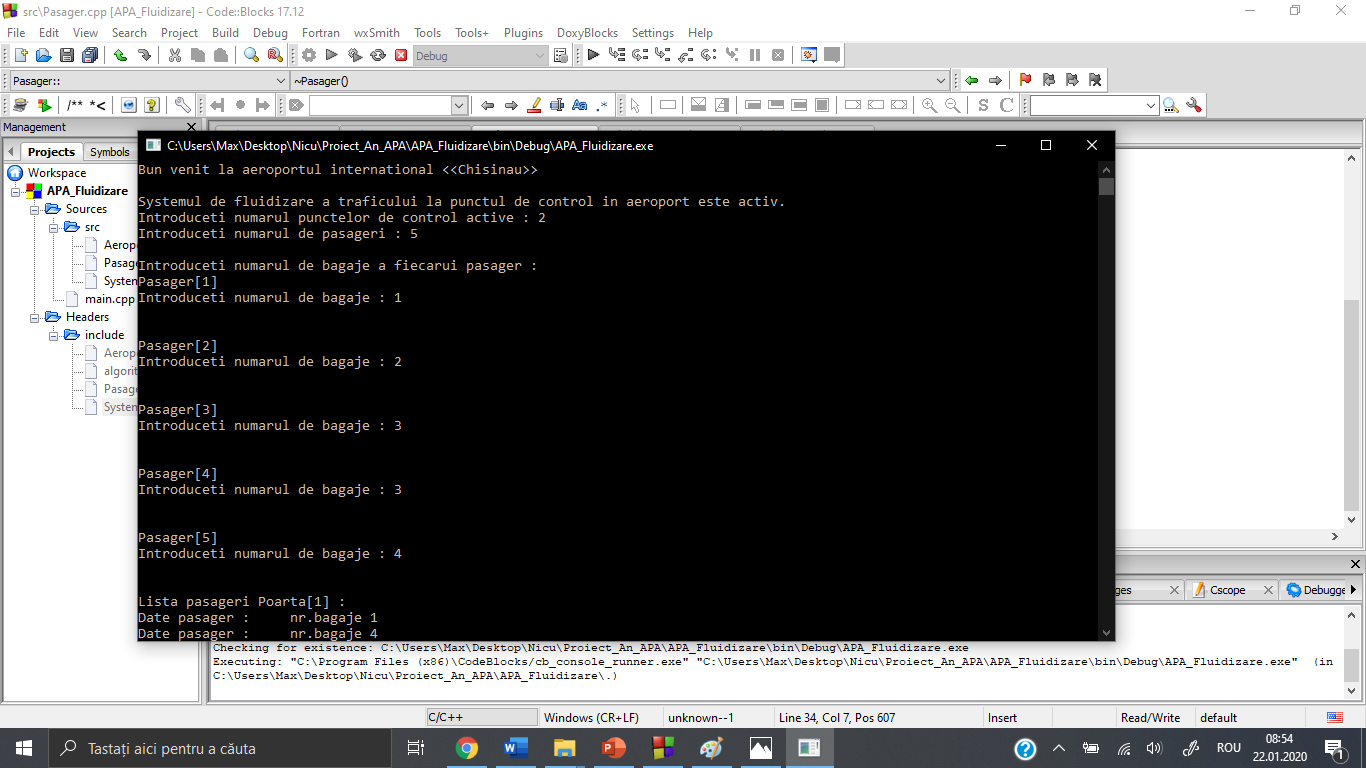 src\Pasager.cpp [APA_Fluidizare] - Code::Blocks 17.12
File Edit View Search Project Build Debug Fortran wxSmith Tools Tools+ Plugins DoxyBlocks Settings Help
Debug
Pasager:: ~Pasager()
/** *< Aa .* S C
Management
Projects Symbols
Workspace
APA_Fluidizare
Sources
src
Aerop
Pasag
System
main.cpp
Headers
include
Aerop
algorit
Pasag
System
C:\Users\Max\Desktop\Nicu\Proiect_An_APA\APA_Fluidizare\bin\Debug\APA_Fluidizare.exe
Bun venit la aeroportul international <<Chisinau>>
Systemul de fluidizare a traficului la punctul de control in aeroport este activ.
Introduceti numarul punctelor de control active : 2
Introduceti numarul de pasageri : 5
Introduceti numarul de bagaje a fiecarui pasager :
Pasager[1]
Introduceti numarul de bagaje : 1
Pasager[2]
Introduceti numarul de bagaje : 2
Pasager[3]
Introduceti numarul de bagaje : 3
Pasager[4]
Introduceti numarul de bagaje : 3
Pasager[5]
Introduceti numarul de bagaje : 4
Lista pasageri Poarta[1] :
Date pasager : nr.bagaje 1
Date pasager : nr.bagaje 4
ges Cscope Debugge
Checking for existence: C:\Users\Max\Desktop\Nicu\Proiect_An_APA\APA_Fluidizare\bin\Debug\APA_Fluidizare.exe
Executing: "C:\Program Files (x86)\CodeBlocks/cb_console_runner.exe" "C:\Users\Max\Desktop\Nicu\Proiect_An_APA\APA_Fluidizare\bin\Debug\APA_Fluidizare.exe" (in
C:\Users\Max\Desktop\Nicu\Proiect_An_APA\APA_Fluidizare\.)
C/C++ Windows (CR+LF) unknown--1 Line 34, Col 7, Pos 607 Insert Read/Write default
Tastați aici pentru a căuta
ROU
08:54
22.01.2020
1